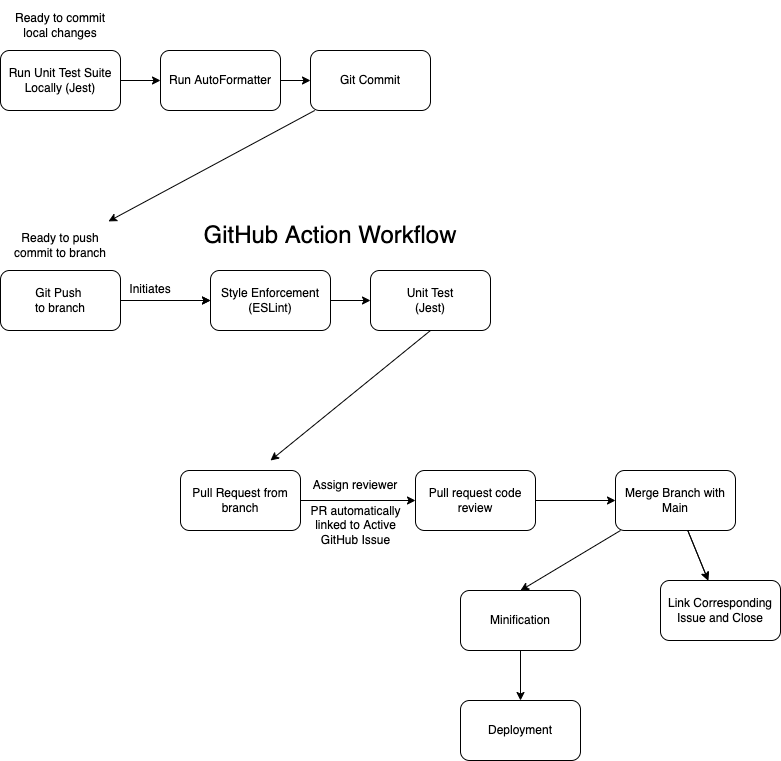 Ready to commit
local changes
Run Unit Test Suite
Locally (Jest)
Run AutoFormatter
Git Commit
Ready to push
commit to branch
GitHub Action Workflow
Git Push
to branch
Initiates
Style Enforcement
(ESLint)
Unit Test
(Jest)
Pull Request from
branch
Assign reviewer
PR automatically
linked to Active
GitHub Issue
Pull request code
review
Merge Branch with
Main
Minification
Link Corresponding
Issue and Close
Deployment